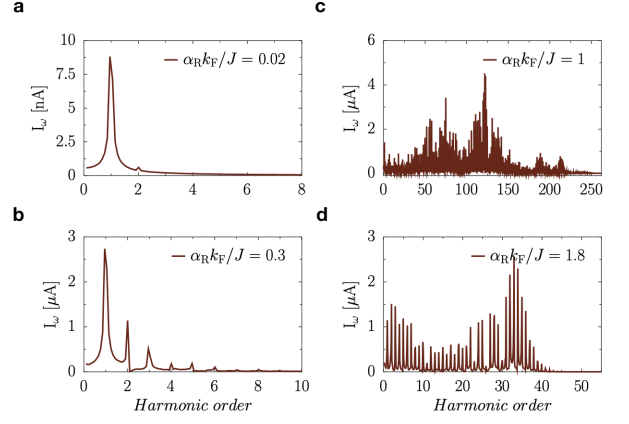 a
10
7.5
5
2.5
0
I_ω [nA]
α_R k_F/J = 0.02
0 2 4 6 8
b
3
2
1
0
I_ω [μA]
α_R k_F/J = 0.3
0 2 4 6 8 10
Harmonic order
c
6
4
2
0
I_ω [μA]
α_R k_F/J = 1
0 50 100 150 200 250
d
3
2
1
0
I_ω [μA]
α_R k_F/J = 1.8
0 10 20 30 40 50
Harmonic order